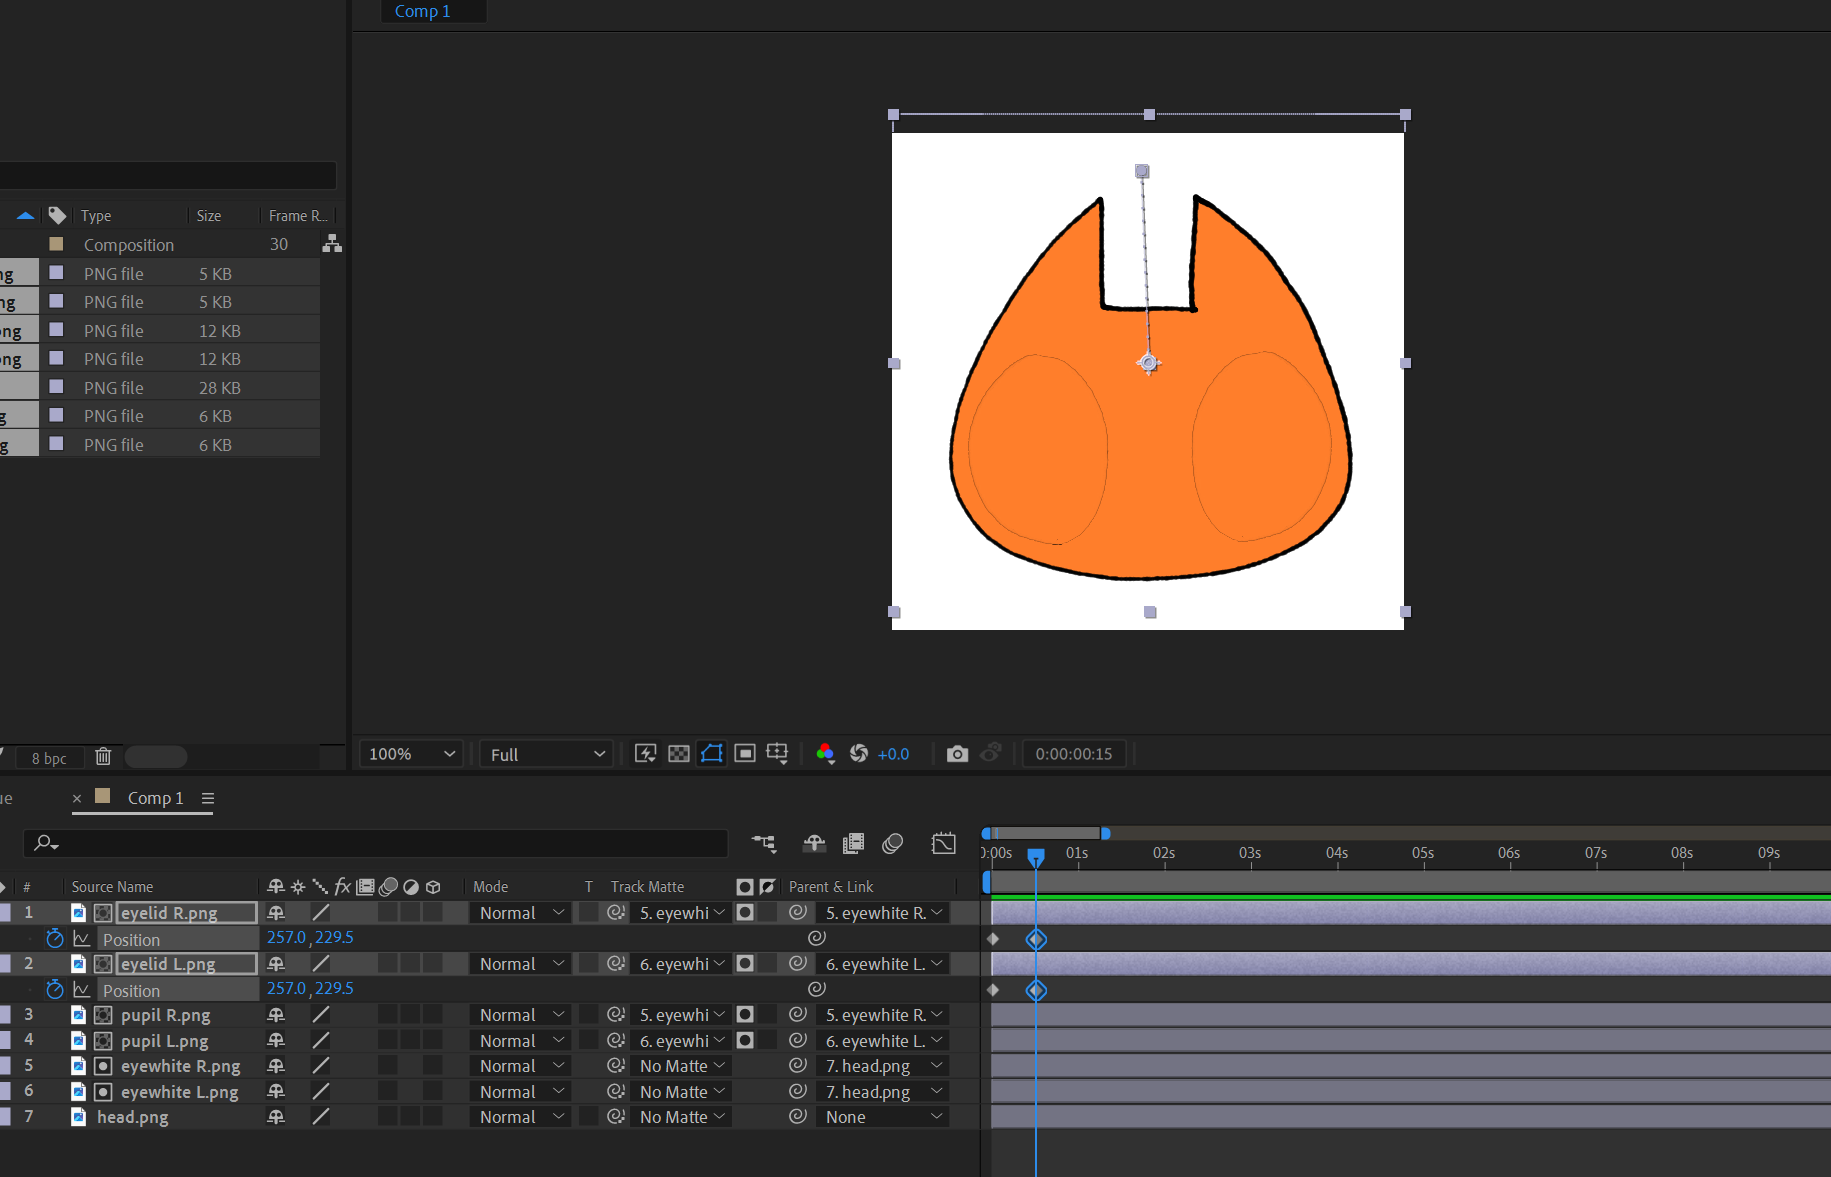 Comp 1
Type Size Frame R...
Composition 30
ng PNG file 5 KB
ng PNG file 5 KB
ong PNG file 12 KB
ong PNG file 12 KB
PNG file 28 KB
g PNG file 6 KB
g PNG file 6 KB
8 bpc
100% Full +0.0 0:00:00:15
ue × Comp 1
0:00s 01s 02s 03s 04s 05s 06s 07s 08s 09s
# Source Name fx Mode T Track Matte Parent & Link
1 eyelid R.png Normal 5. eyewhi 5. eyewhite R.
Position 257.0, 229.5
2 eyelid L.png Normal 6. eyewhi 6. eyewhite L.
Position 257.0, 229.5
3 pupil R.png Normal 5. eyewhi 5. eyewhite R.
4 pupil L.png Normal 6. eyewhi 6. eyewhite L.
5 eyewhite R.png Normal No Matte 7. head.png
6 eyewhite L.png Normal No Matte 7. head.png
7 head.png Normal No Matte None